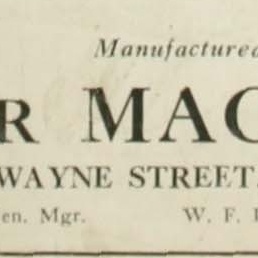 Manufactured
R MAC
WAYNE STREET,
en. Mgr. W. F.